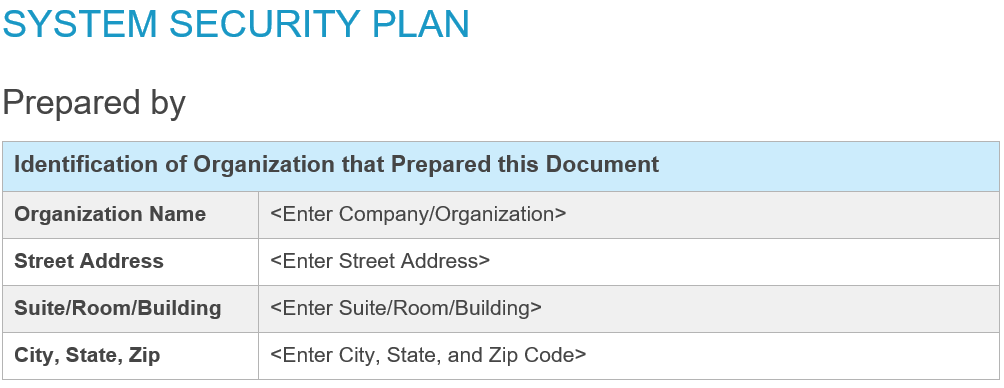 SYSTEM SECURITY PLAN
Prepared by
Identification of Organization that Prepared this Document
Organization Name <Enter Company/Organization>
Street Address <Enter Street Address>
Suite/Room/Building <Enter Suite/Room/Building>
City, State, Zip <Enter City, State, and Zip Code>